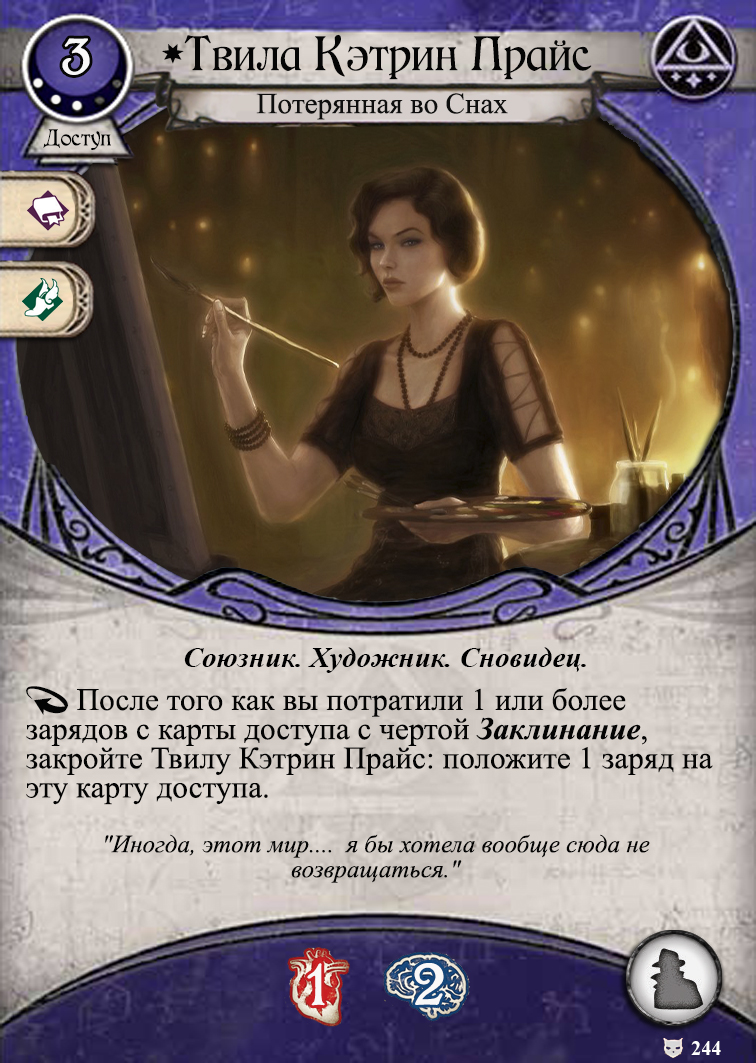 3
Твила Кэтрин Прайс
Потерянная во Снах
Доступ
Союзник. Художник. Сновидец.
После того как вы потратили 1 или более
зарядов с карты доступа с чертой Заклинание,
закройте Твилу Кэтрин Прайс: положите 1 заряд на
эту карту доступа.
"Иногда, этот мир.... я бы хотела вообще сюда не
возвращаться."
1 2
244